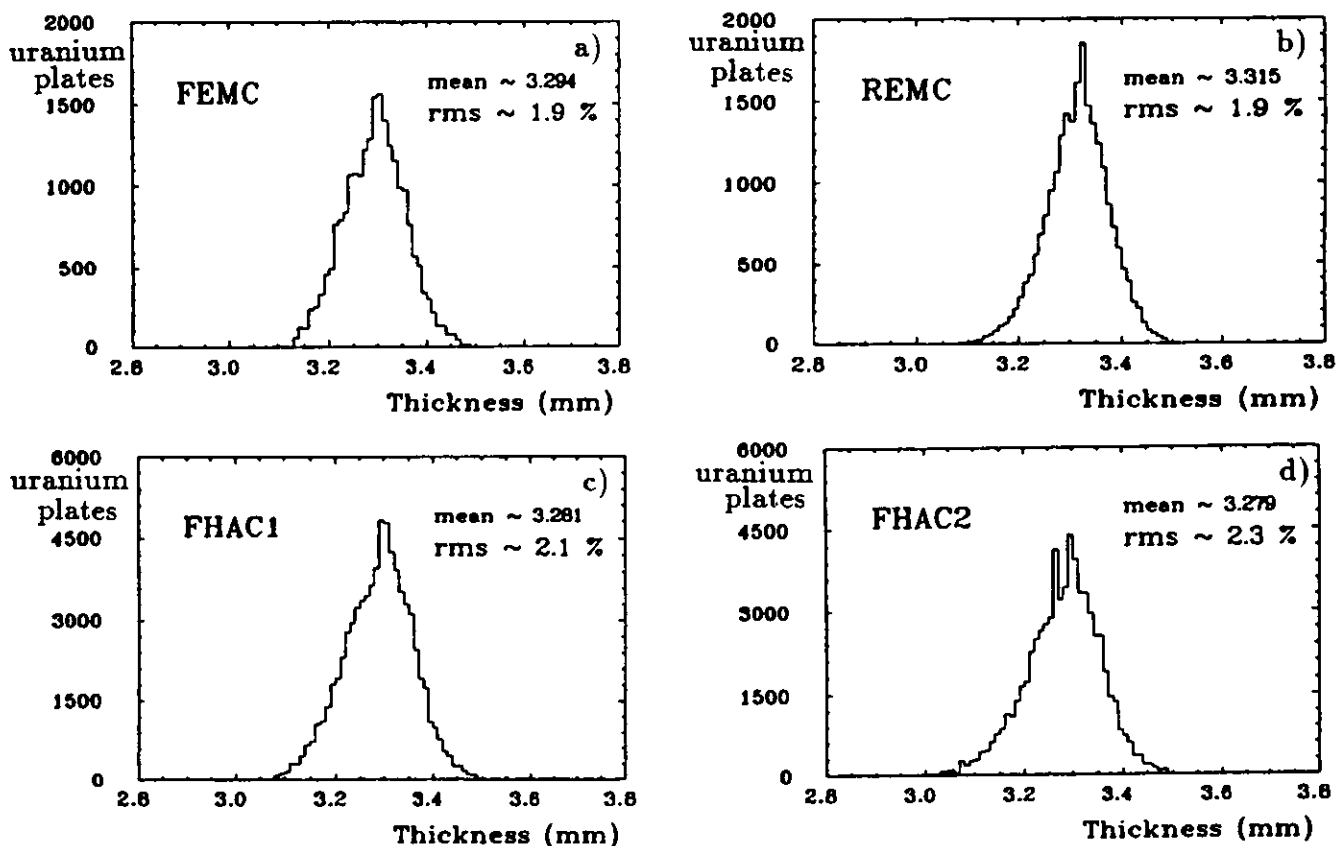 2000
uranium
plates
1500
1000
500
0
a)
FEMC
mean ~ 3.294
rms ~ 1.9 %
2.8 3.0 3.2 3.4 3.6 3.8
Thickness (mm)
2000
uranium
plates
1500
1000
500
0
b)
REMC
mean ~ 3.315
rms ~ 1.9 %
2.8 3.0 3.2 3.4 3.6 3.8
Thickness (mm)
6000
uranium
plates
4500
3000
1500
0
c)
FHAC1
mean ~ 3.281
rms ~ 2.1 %
2.8 3.0 3.2 3.4 3.6 3.8
Thickness (mm)
6000
uranium
plates
4500
3000
1500
0
d)
FHAC2
mean ~ 3.279
rms ~ 2.3 %
2.8 3.0 3.2 3.4 3.6 3.8
Thickness (mm)